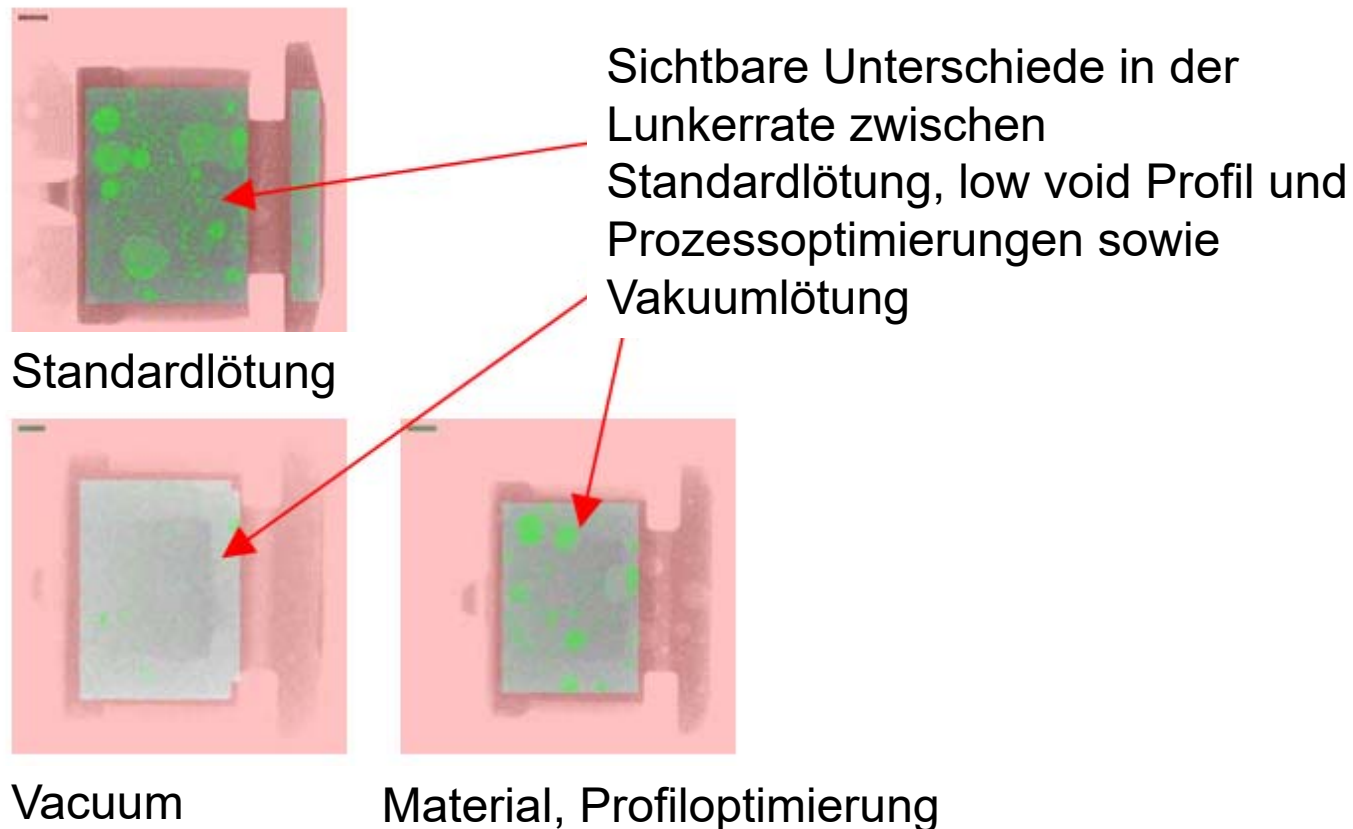 Sichtbare Unterschiede in der
Lunkerrate zwischen
Standardlötung, low void Profil und
Prozessoptimierungen sowie
Vakuumlötung
Standardlötung
Vacuum
Material, Profiloptimierung